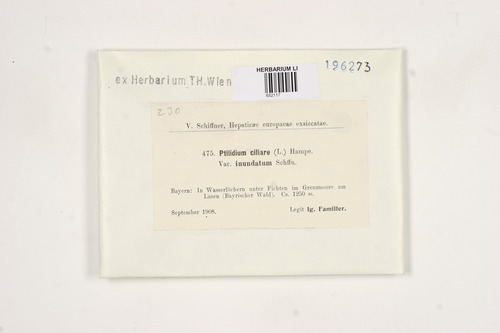 ex Herbarium T.H. Wien
HERBARIUM LI
196273
230
V. Schiffner, Hepaticae europaeae exsiccatae.
475. Ptilidium ciliare (L.) Hampe.
Var. inundatum Schffn.
Bayern: In Wasserlöchern unter Fichten im Grenzmoore am
Lusen (Bayrischer Wald). Ca. 1250 m.
September 1908.
Legit Ig. Familler.